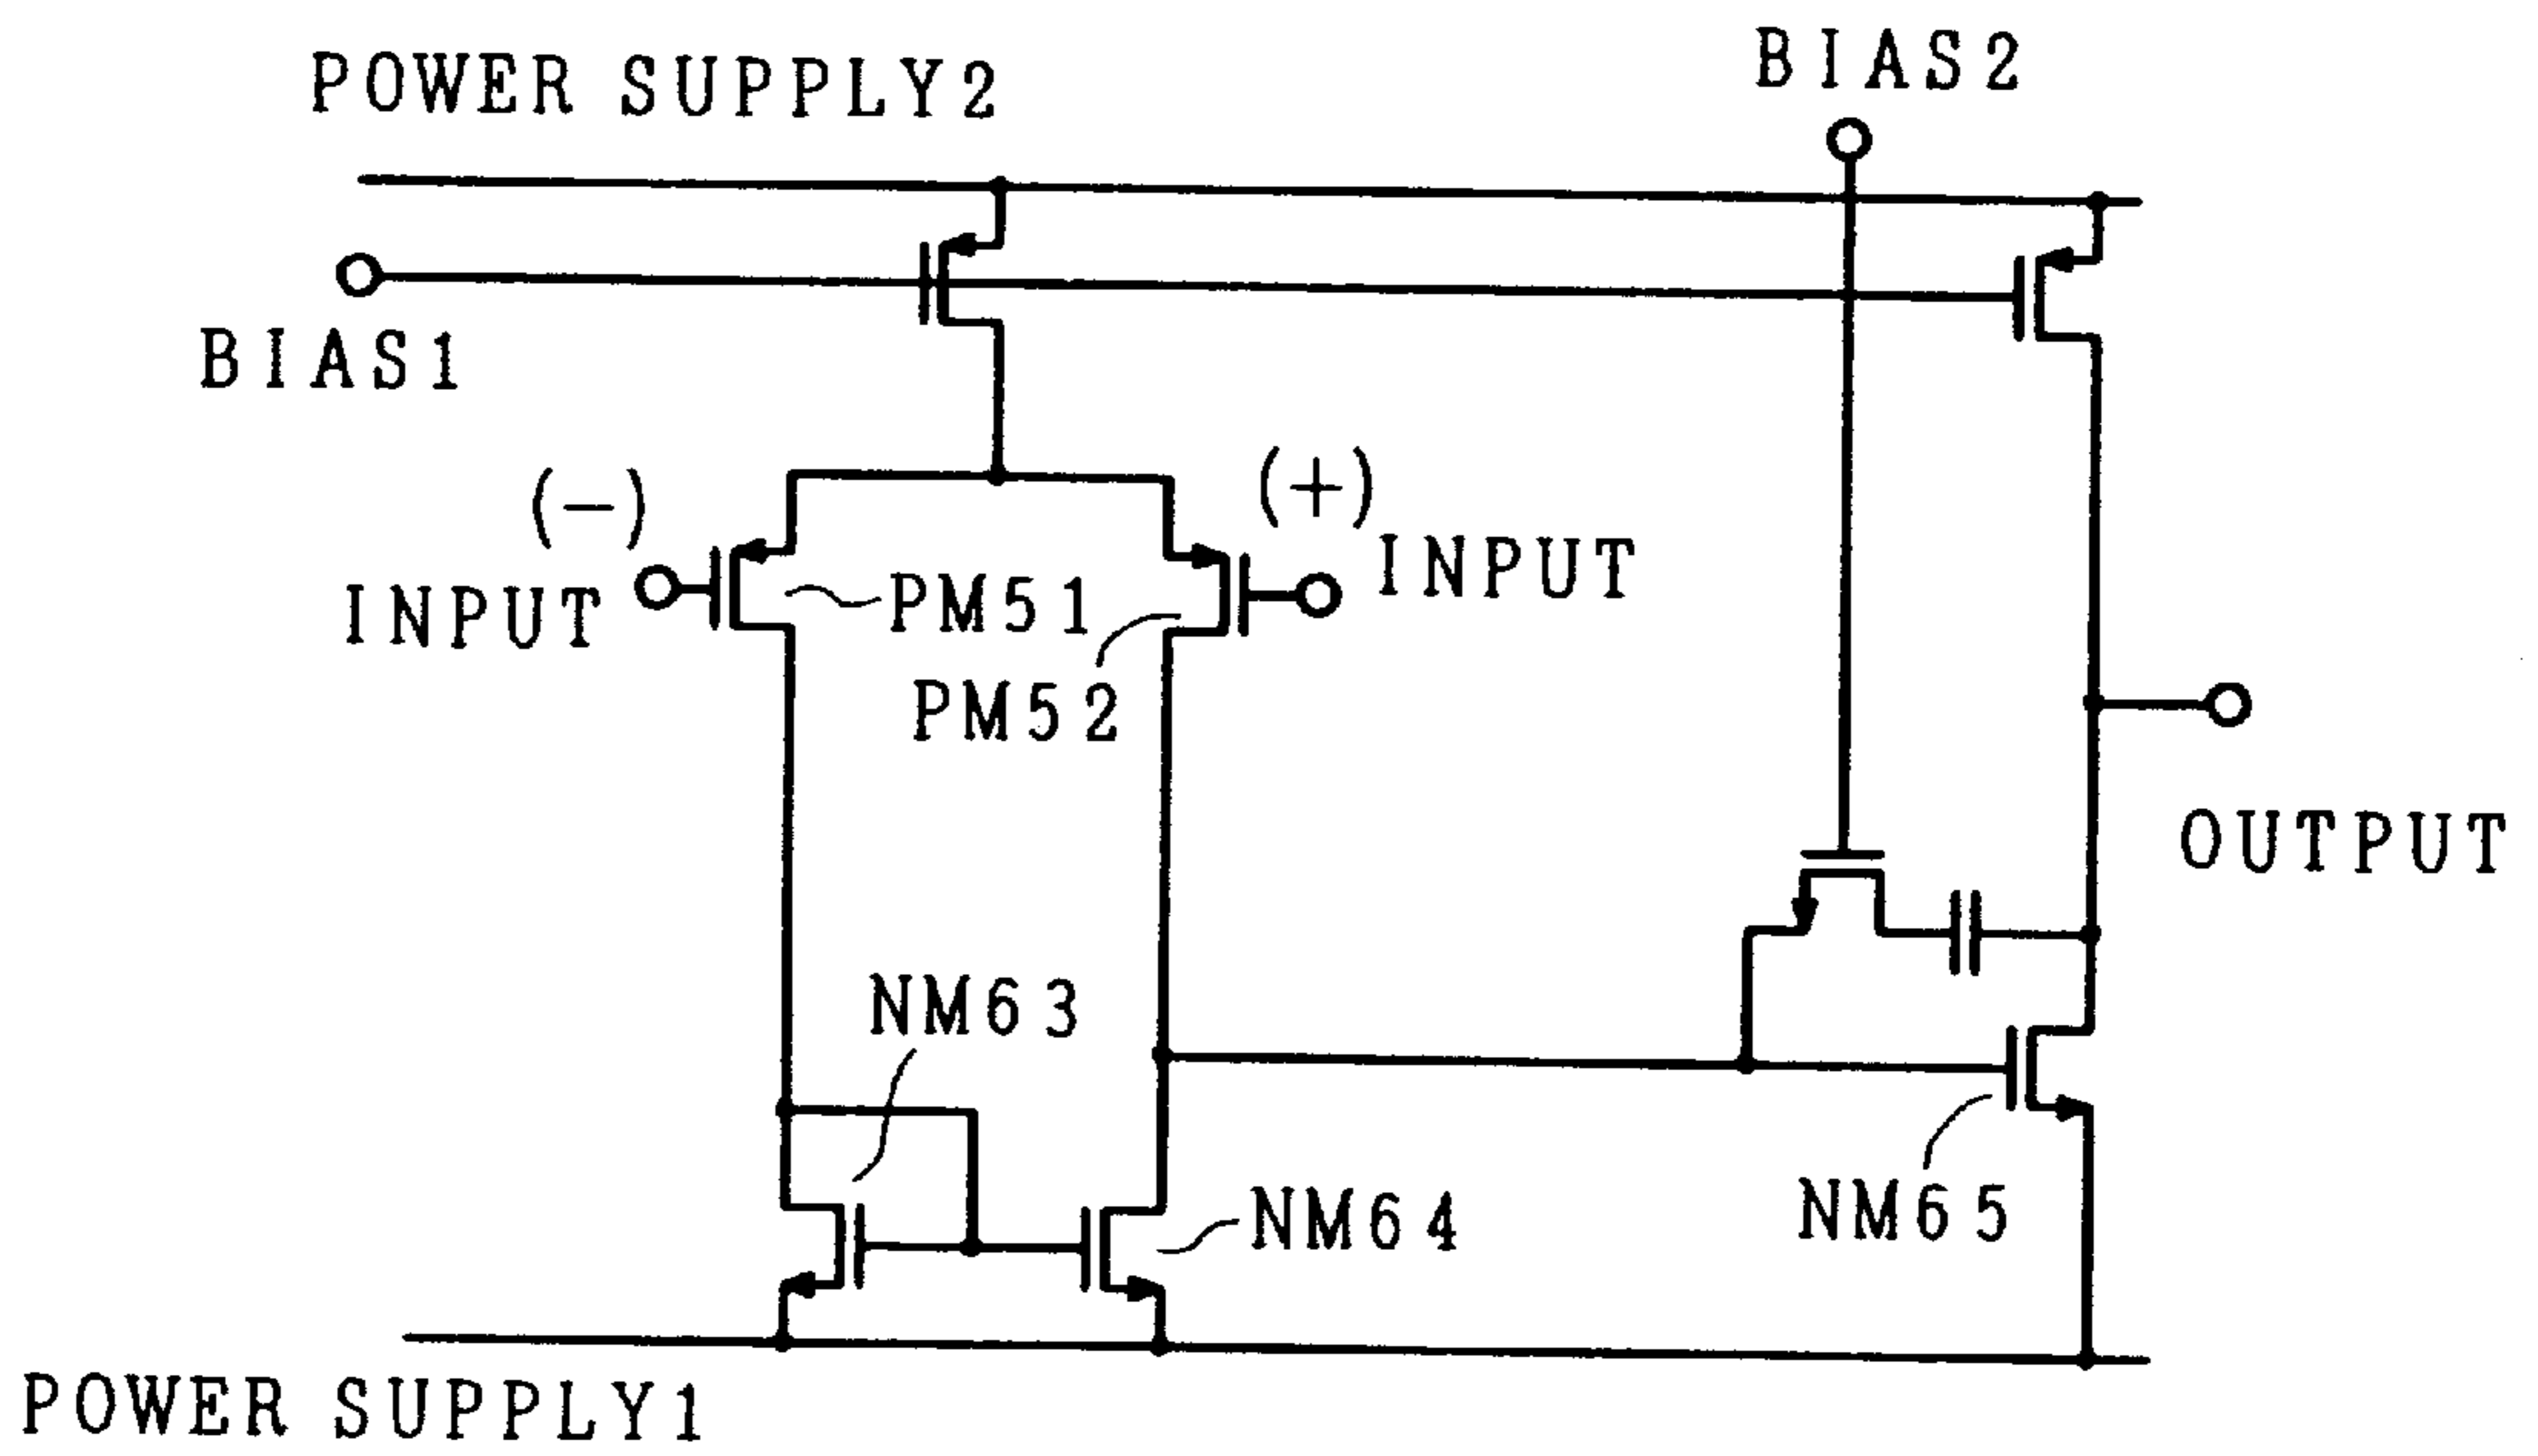 POWER SUPPLY2
BIAS2
BIAS1
(-)
INPUT
(+)
INPUT
PM51
PM52
OUTPUT
NM63
NM64
NM65
POWER SUPPLY1